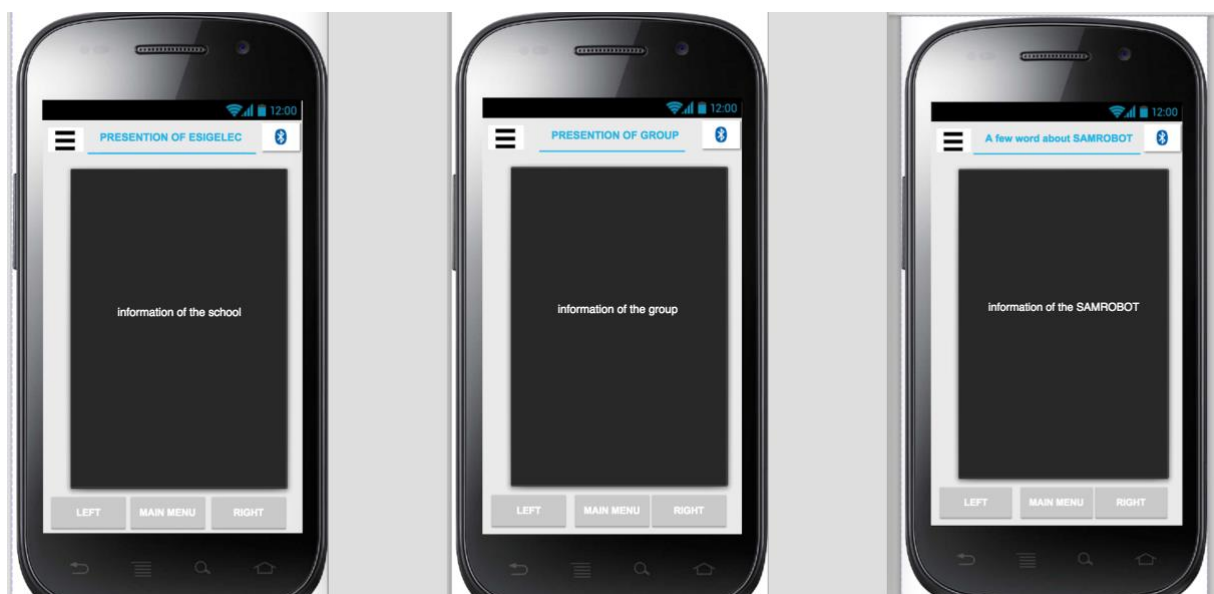 12:00
PRESENTION OF ESIGELEC
information of the school
LEFT MAIN MENU RIGHT
12:00
PRESENTION OF GROUP
information of the group
LEFT MAIN MENU RIGHT
12:00
A few word about SAMROBOT
information of the SAMROBOT
LEFT MAIN MENU RIGHT